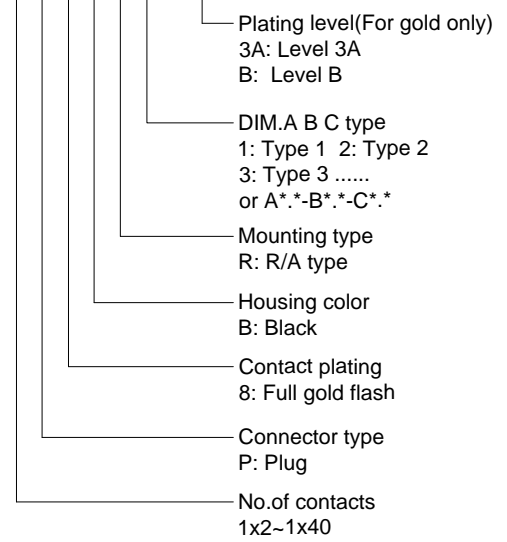 Plating level(For gold only)
3A: Level 3A
B: Level B
DIM.A B C type
1: Type 1 2: Type 2
3: Type 3 ......
or A*.*-B*.*-C*.*
Mounting type
R: R/A type
Housing color
B: Black
Contact plating
8: Full gold flash
Connector type
P: Plug
No.of contacts
1x2~1x40